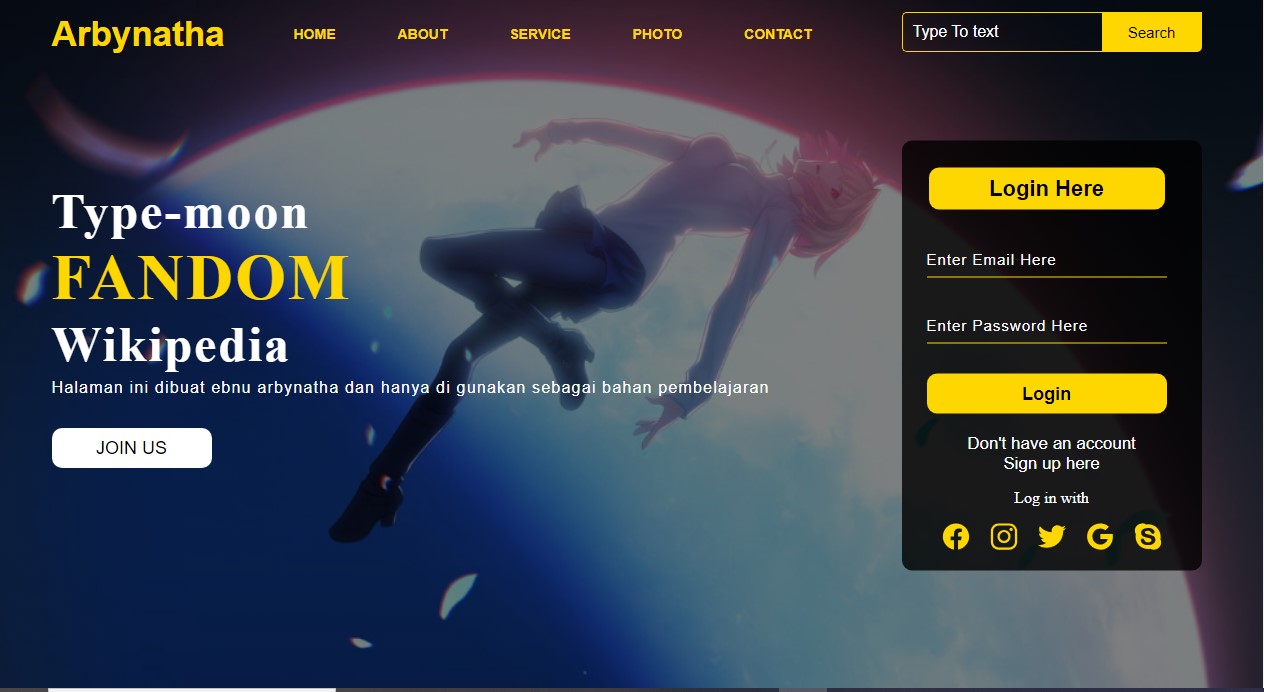 Arbynatha
HOME
ABOUT
SERVICE
PHOTO
CONTACT
Type To text
Search
Type-moon
FANDOM
Wikipedia
Halaman ini dibuat ebnu arbynatha dan hanya di gunakan sebagai bahan pembelajaran
JOIN US
Login Here
Enter Email Here
Enter Password Here
Login
Don't have an account
Sign up here
Log in with